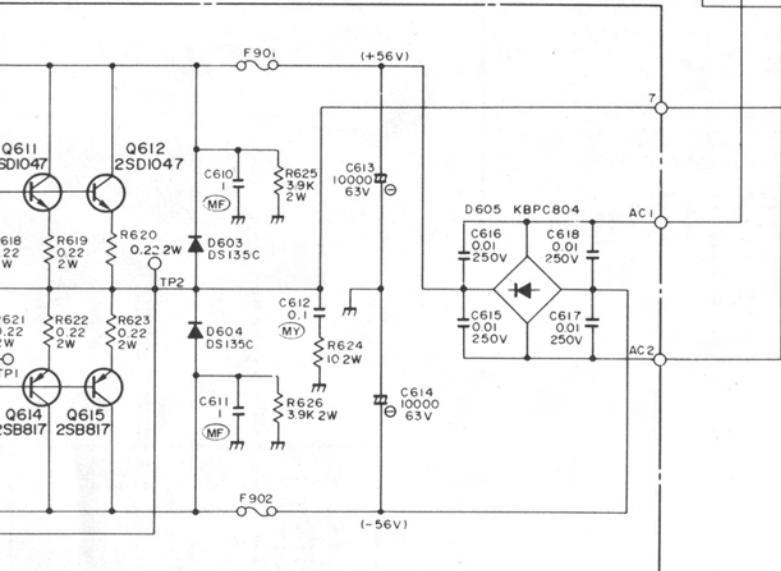 F901
(+56V)
7
Q611
SD1047
Q612
2SD1047
C610
1
MF
R625
3.9K
2W
C613
10000
63V
D605 KBPC804
AC1
618
.22
W
R619
0.22
2W
R620
0.22 2W
D603
DS135C
C616
0.01
250V
C618
0.01
250V
TP2
621
0.22
2W
R622
0.22
2W
R623
0.22
2W
D604
DS135C
C612
0.1
MY
R624
10 2W
C615
0.01
250V
C617
0.01
250V
AC2
TP1
Q614
2SB817
Q615
2SB817
C611
1
MF
R626
3.9K 2W
C614
10000
63V
F902
(-56V)